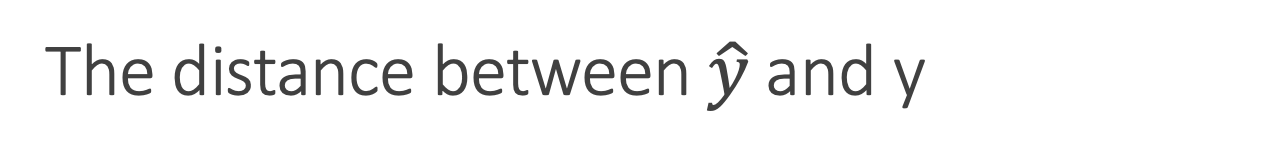 The distance between ŷ and y